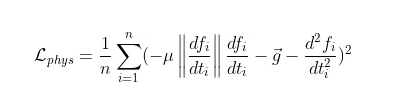 $\mathcal{L}_{phys} = \frac{1}{n} \sum_{i=1}^{n} (-\mu \left\| \frac{df_i}{dt_i} \right\| \frac{df_i}{dt_i} - \vec{g} - \frac{d^2 f_i}{dt_i^2})^2$